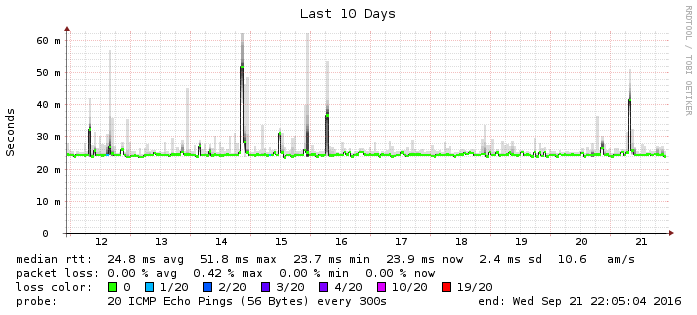 Last 10 Days
RRDTOOL / TOBI OETIKER
Seconds
60 m
50 m
40 m
30 m
20 m
10 m
0
12 13 14 15 16 17 18 19 20 21
median rtt: 24.8 ms avg 51.8 ms max 23.7 ms min 23.9 ms now 2.4 ms sd 10.6 am/s
packet loss: 0.00 % avg 0.42 % max 0.00 % min 0.00 % now
loss color: 0 1/20 2/20 3/20 4/20 10/20 19/20
probe: 20 ICMP Echo Pings (56 Bytes) every 300s end: Wed Sep 21 22:05:04 2016